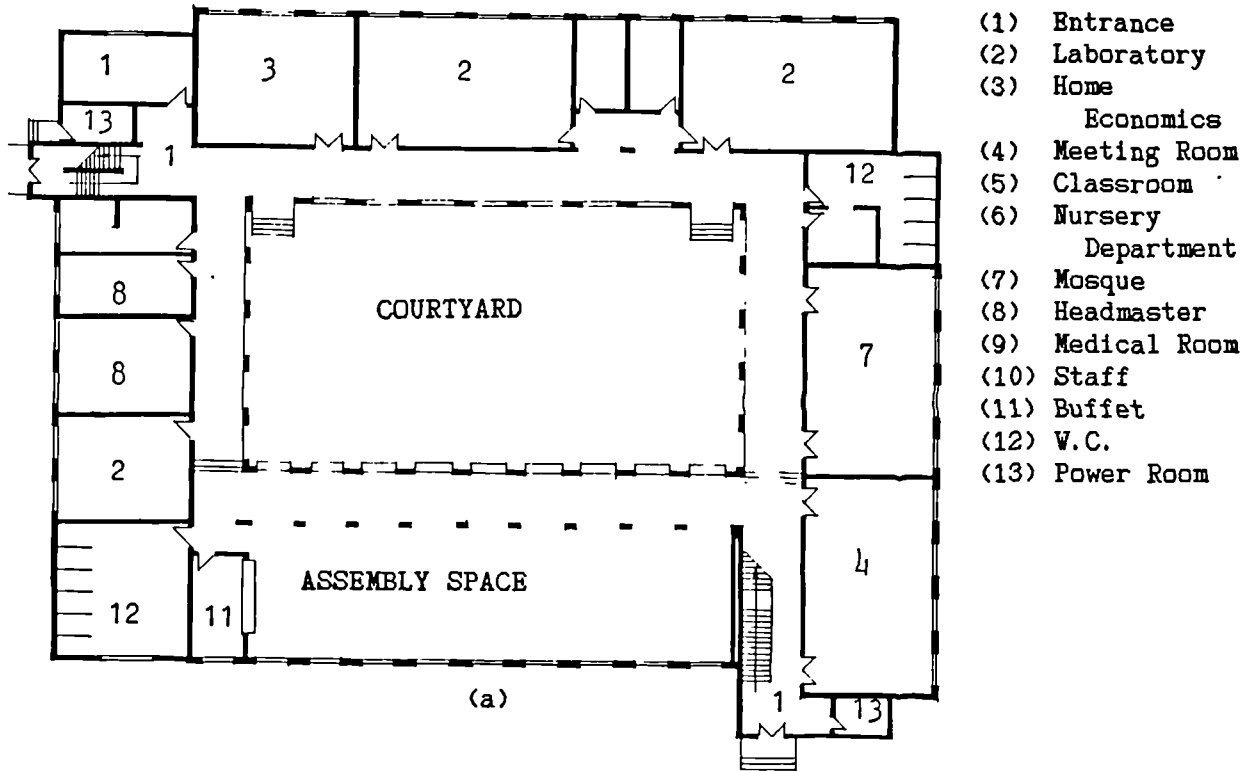 (1) Entrance
(2) Laboratory
(3) Home
Economics
(4) Meeting Room
(5) Classroom
(6) Nursery
Department
(7) Mosque
(8) Headmaster
(9) Medical Room
(10) Staff
(11) Buffet
(12) W.C.
(13) Power Room
1
3
2
2
13
1
12
8
COURTYARD
7
8
2
4
ASSEMBLY SPACE
12
11
(a)
1
13